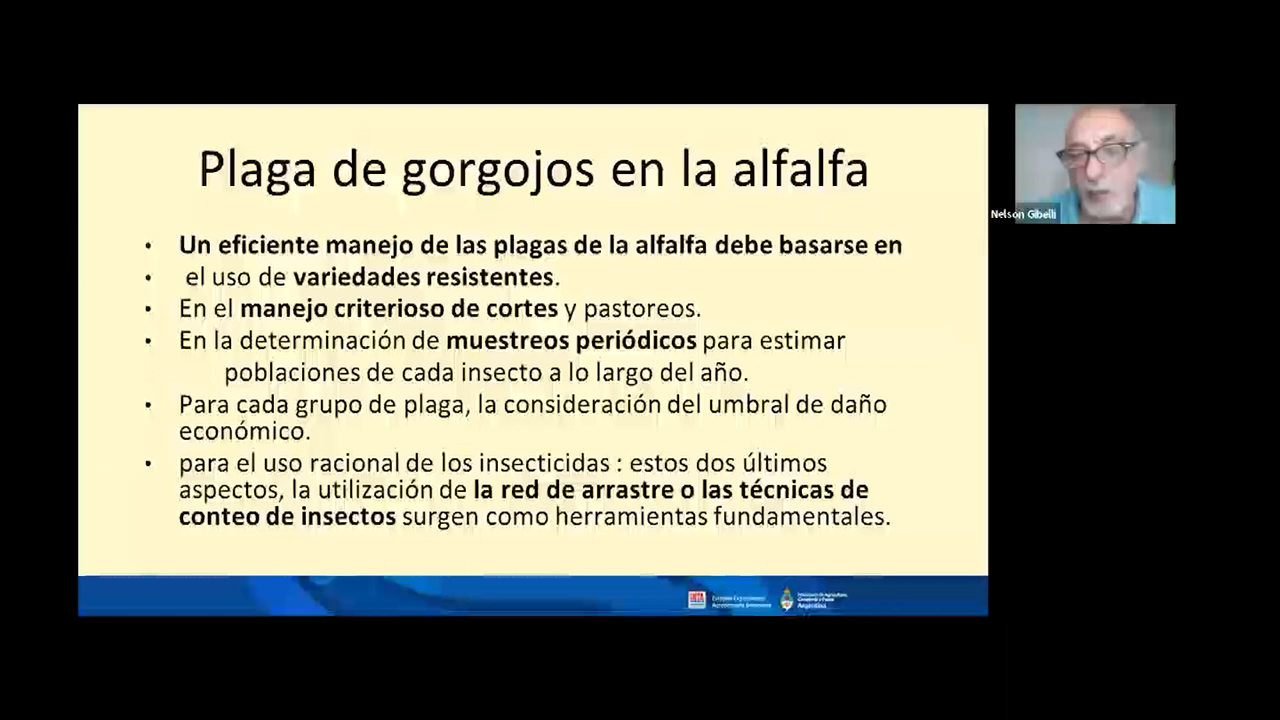 Plaga de gorgojos en la alfalfa
• Un eficiente manejo de las plagas de la alfalfa debe basarse en
• el uso de variedades resistentes.
• En el manejo criterioso de cortes y pastoreos.
• En la determinación de muestreos periódicos para estimar
poblaciones de cada insecto a lo largo del año.
• Para cada grupo de plaga, la consideración del umbral de daño
económico.
• para el uso racional de los insecticidas : estos dos últimos
aspectos, la utilización de la red de arrastre o las técnicas de
conteo de insectos surgen como herramientas fundamentales.
Nelson Gibelli
Argentina